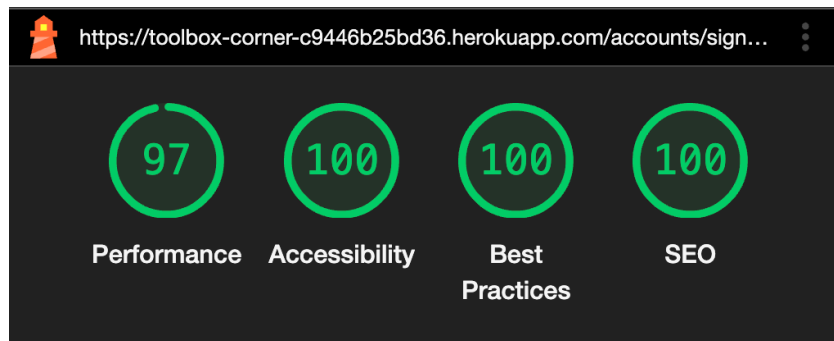 https://toolbox-corner-c9446b25bd36.herokuapp.com/accounts/sign...
97 100 100 100
Performance Accessibility Best SEO
Practices